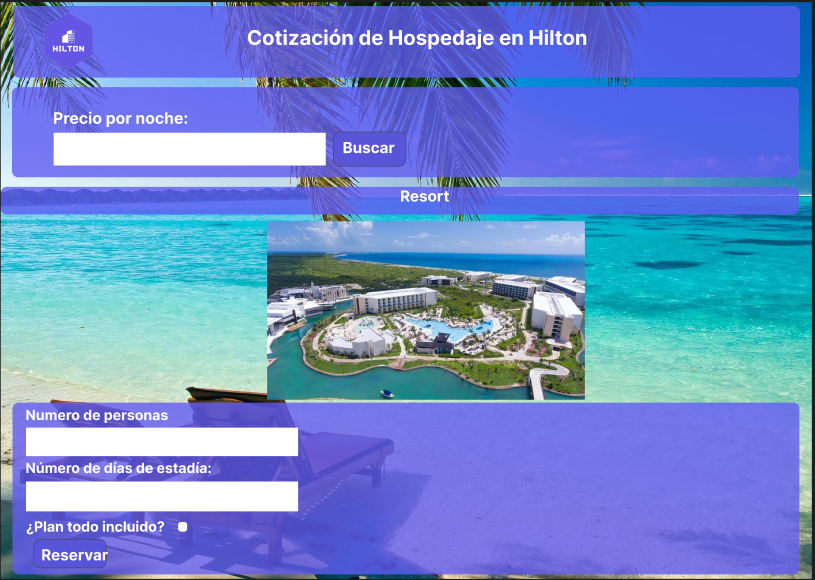 HILTON
Cotización de Hospedaje en Hilton
Precio por noche:
Buscar
Resort
Numero de personas
Número de días de estadía:
¿Plan todo incluido?
Reservar